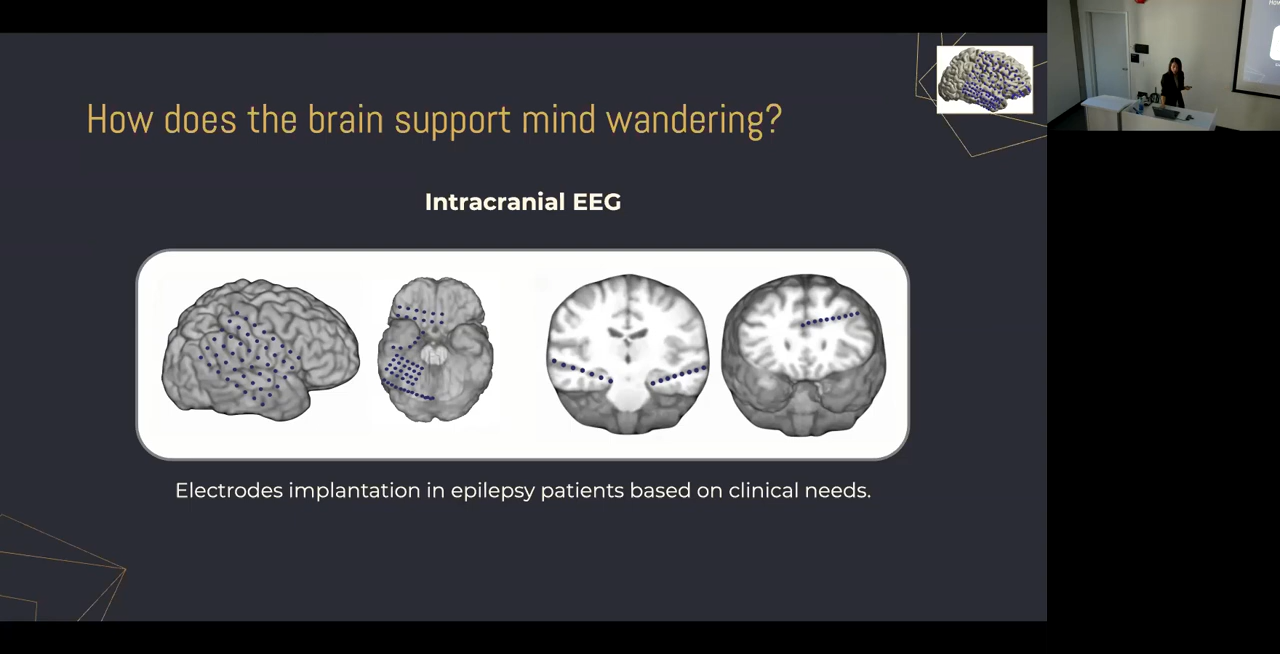 How does the brain support mind wandering?
Intracranial EEG
Electrodes implantation in epilepsy patients based on clinical needs.